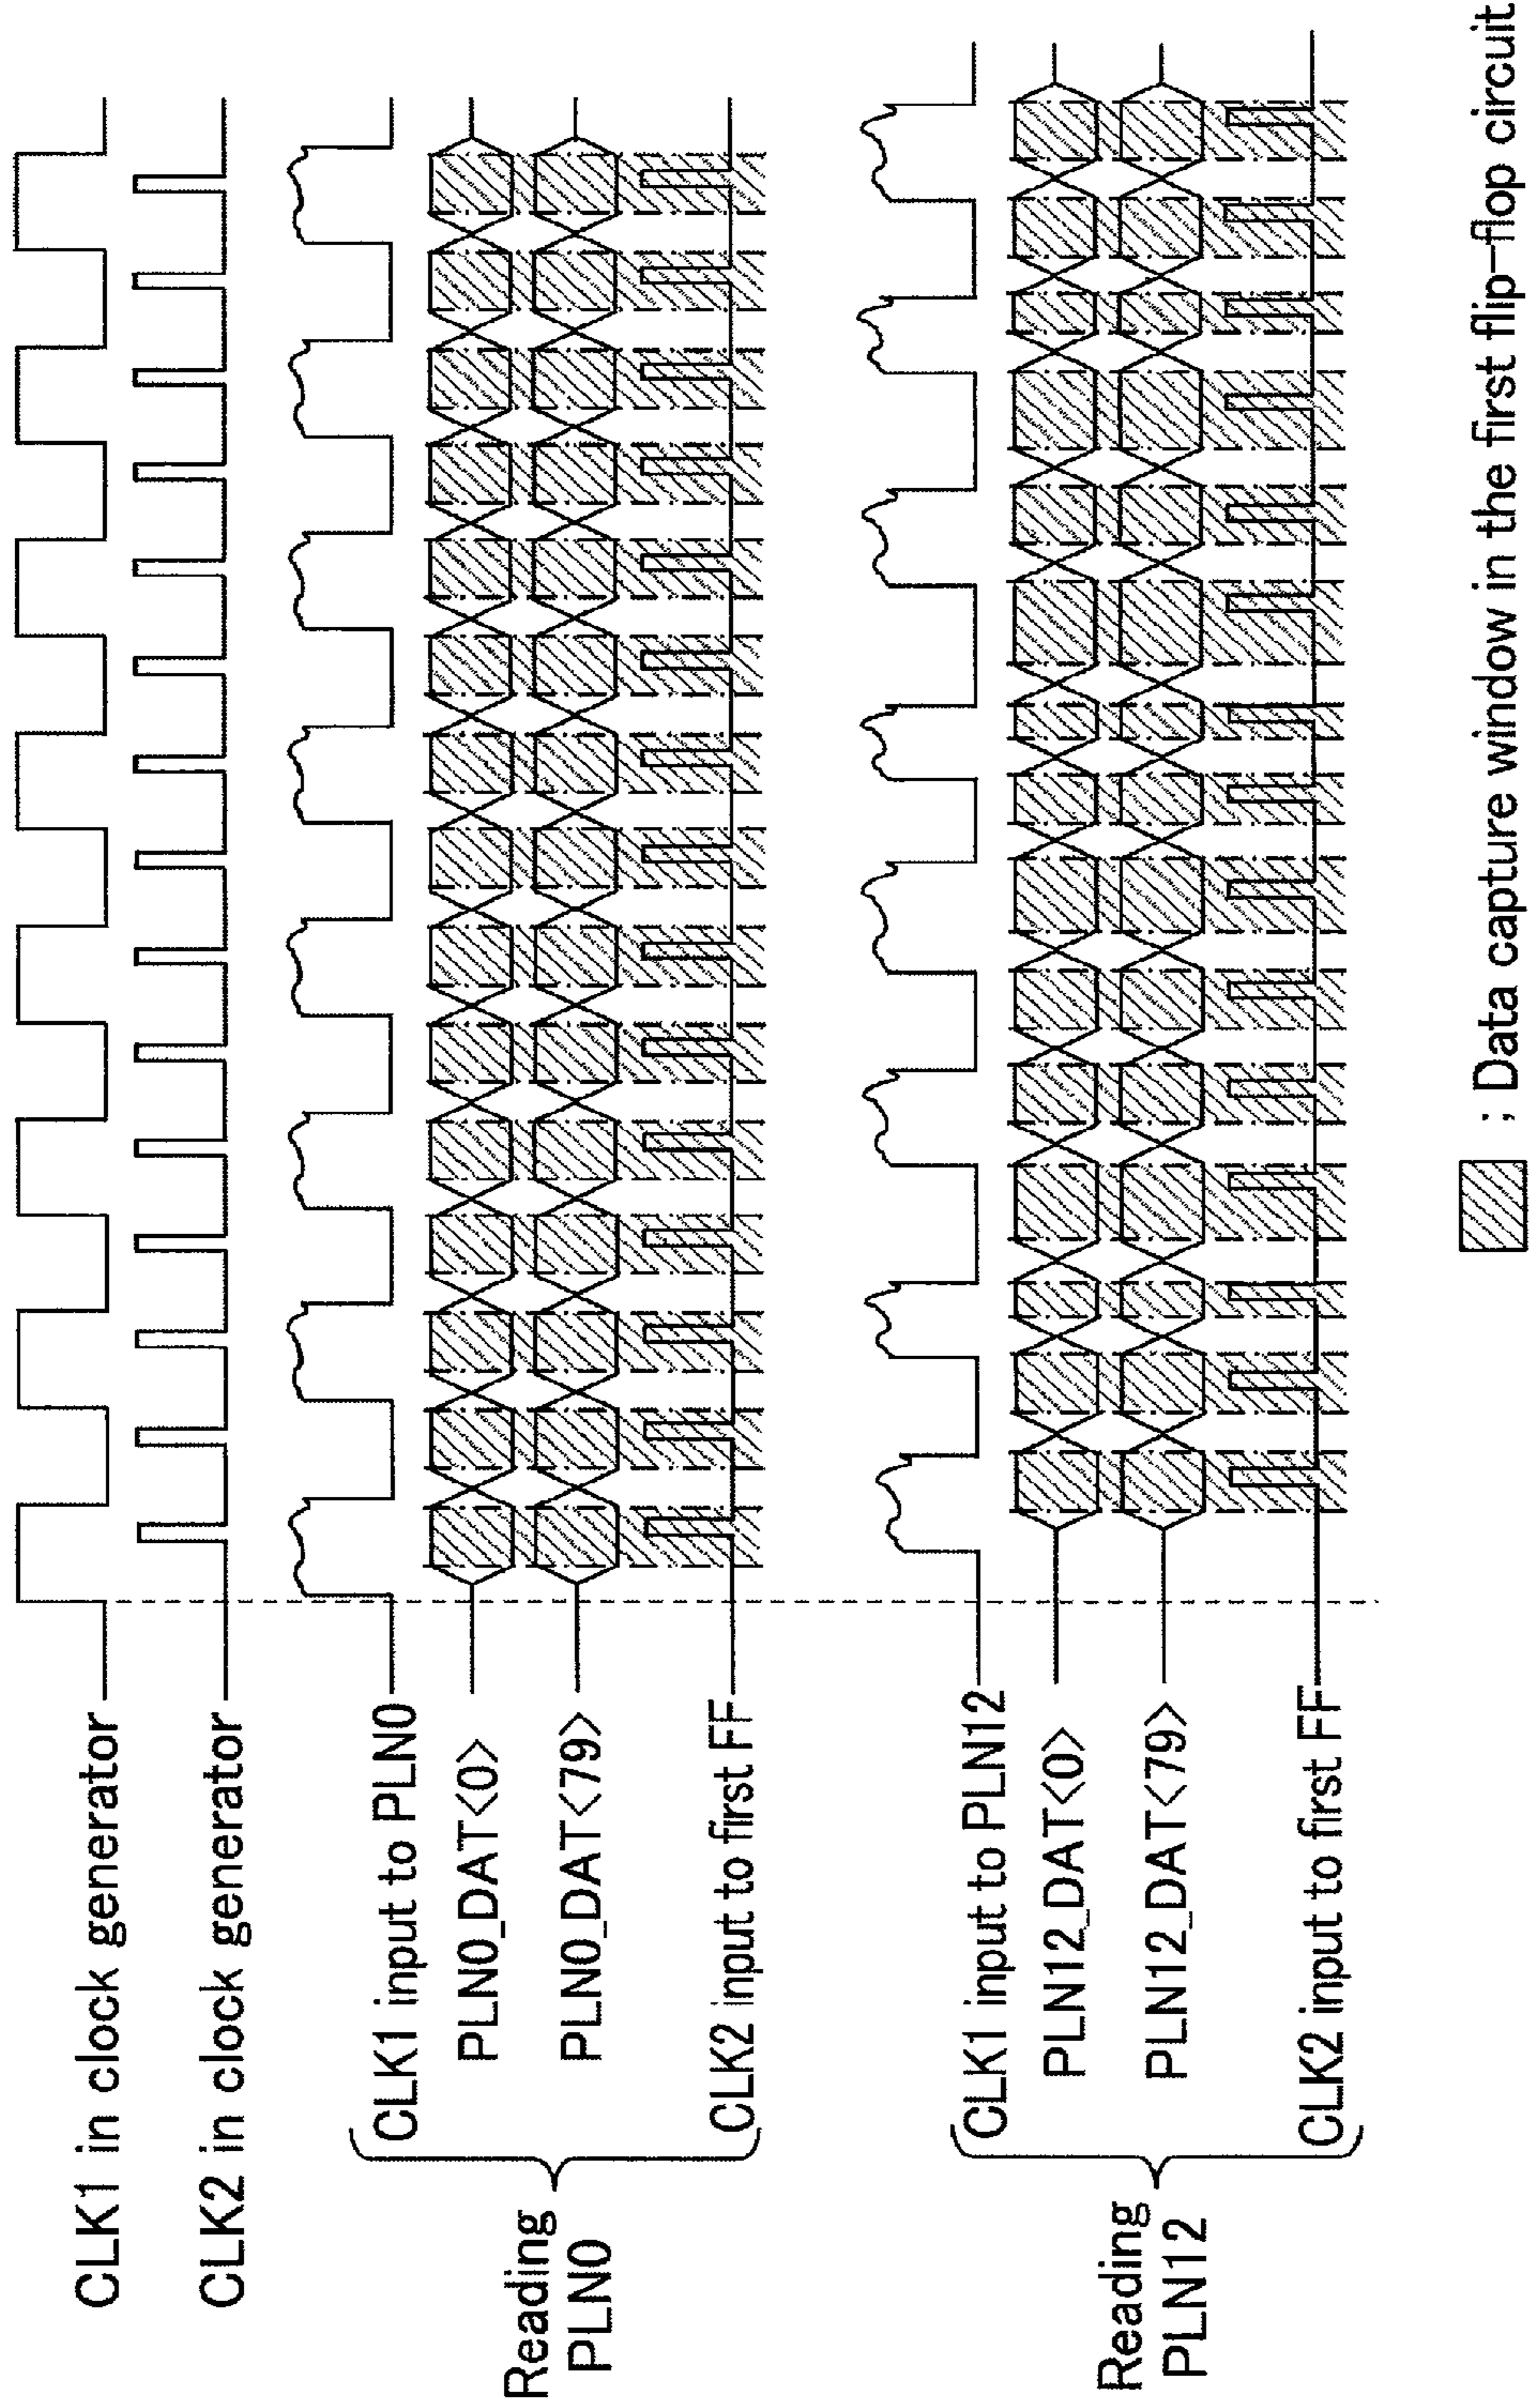 CLK1 in clock generator
CLK2 in clock generator
Reading
PLN0
CLK1 input to PLN0
PLN0_DAT<0>
PLN0_DAT<79>
CLK2 input to first FF
Reading
PLN12
CLK1 input to PLN12
PLN12_DAT<0>
PLN12_DAT<79>
CLK2 input to first FF
; Data capture window in the first flip-flop circuit